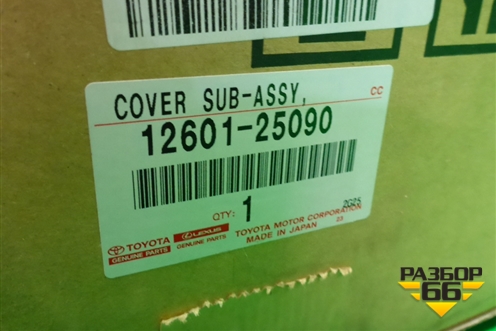 COVER SUB-ASSY,
CC
12601-25090
QTY: 1
TOYOTA LEXUS TOYOTA MOTOR CORPORATION
GENUINE PARTS GENUINE PARTS MADE IN JAPAN
РАЗБОР
66